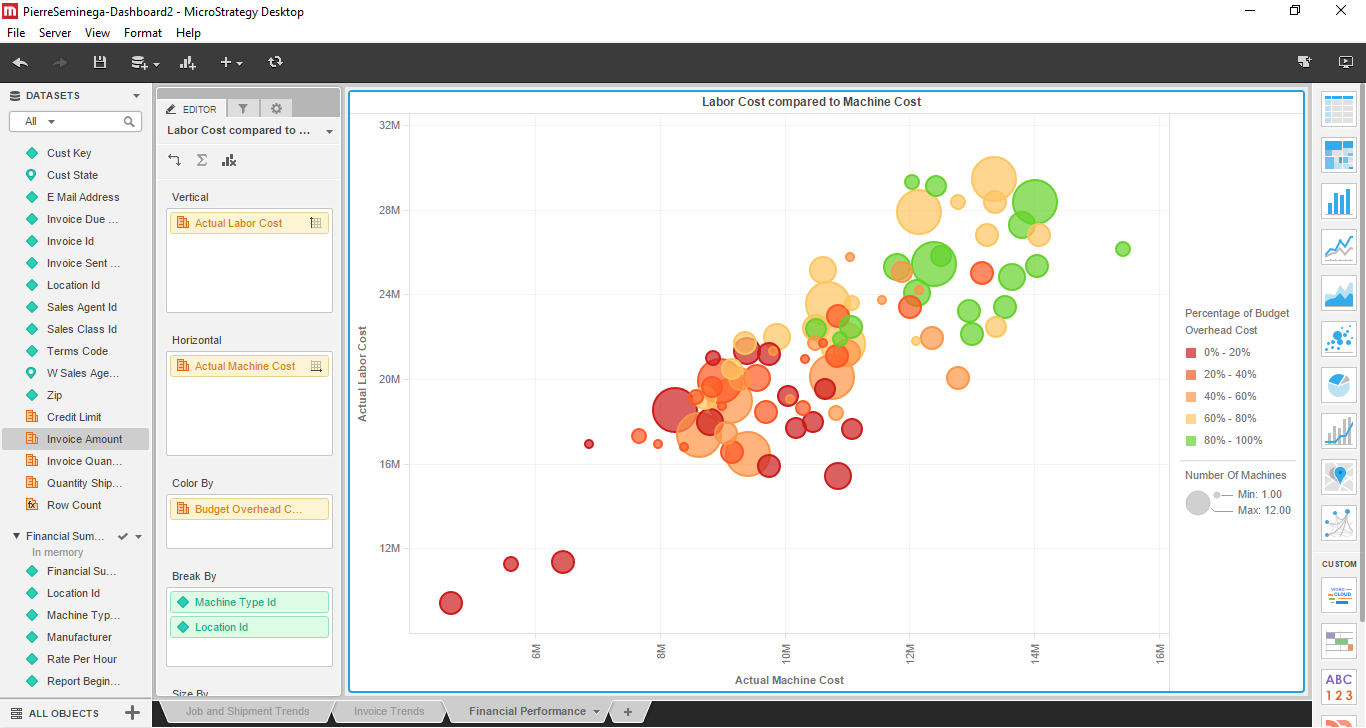 PierreSeminega-Dashboard2 - MicroStrategy Desktop
File Server View Format Help
DATASETS
All
Cust Key
Cust State
E Mail Address
Invoice Due ...
Invoice Id
Invoice Sent ...
Location Id
Sales Agent Id
Sales Class Id
Terms Code
W Sales Age...
Zip
Credit Limit
Invoice Amount
Invoice Quan...
Quantity Ship...
Row Count
Financial Sum...
In memory
Financial Su...
Location Id
Machine Typ...
Manufacturer
Rate Per Hour
Report Begin...
ALL OBJECTS
EDITOR
Labor Cost compared to ...
Vertical
Actual Labor Cost
Horizontal
Actual Machine Cost
Color By
Budget Overhead C...
Break By
Machine Type Id
Location Id
Size By
Labor Cost compared to Machine Cost
Actual Labor Cost
32M
28M
24M
20M
16M
12M
6M 8M 10M 12M 14M 16M
Actual Machine Cost
Percentage of Budget
Overhead Cost
0% - 20%
20% - 40%
40% - 60%
60% - 80%
80% - 100%
Number Of Machines
Min: 1.00
Max: 12.00
Job and Shipment Trends Invoice Trends Financial Performance +
CUSTOM
WORD
CLOUD
ABC
1 2 3